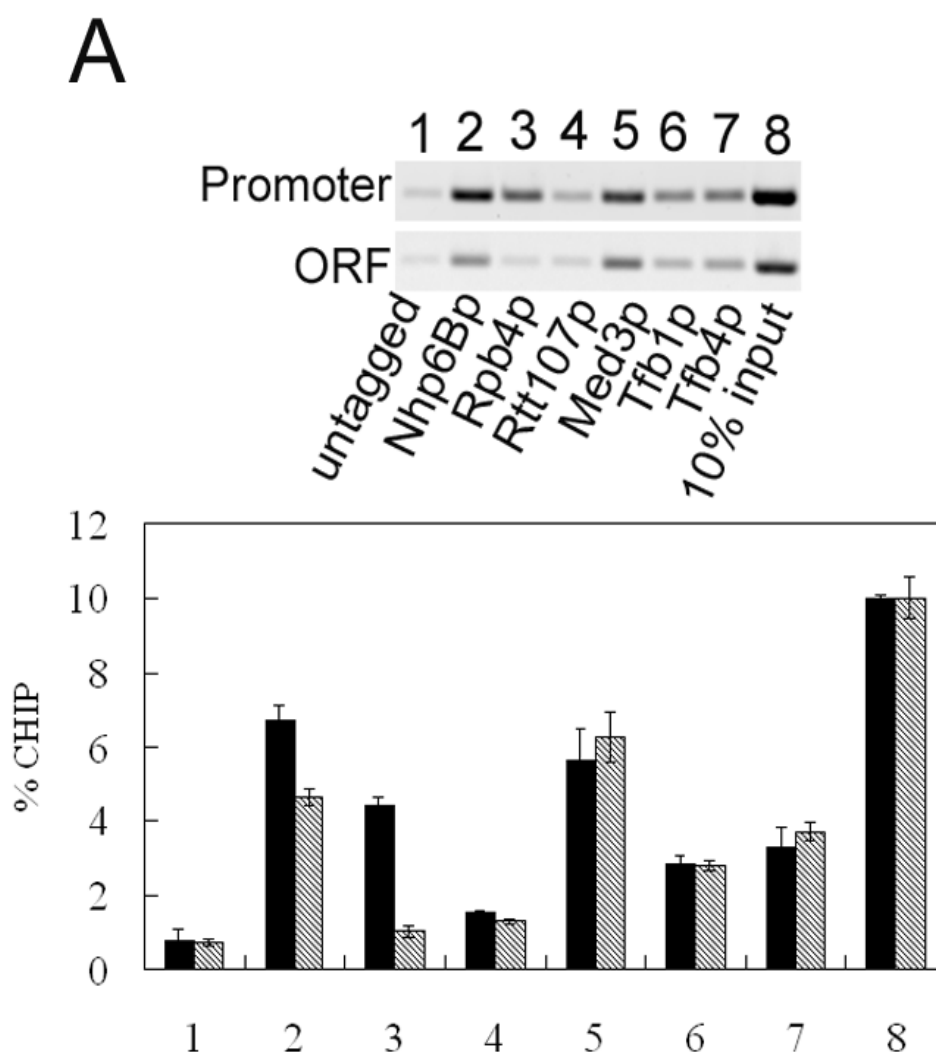 A
1 2 3 4 5 6 7 8
Promoter
ORF
untagged
Nhp6Bp
Rpb4p
Rtt107p
Med3p
Tfb1p
Tfb4p
10% input
12
10
8
6
4
2
0
% CHIP
1 2 3 4 5 6 7 8